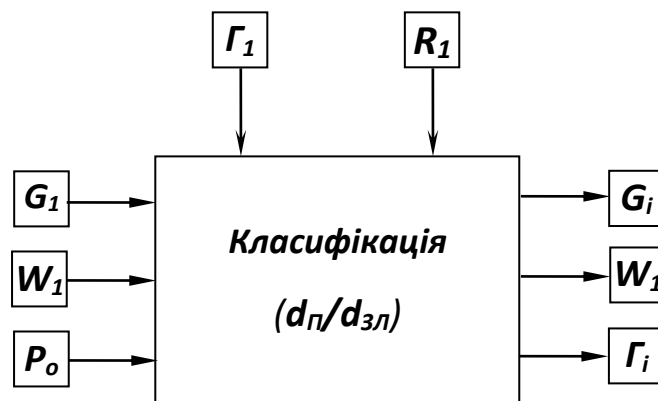 Г₁ R₁
G₁ Gᵢ
Класифікація
W₁ W₁
(dП/dЗЛ)
Pₒ Гᵢ